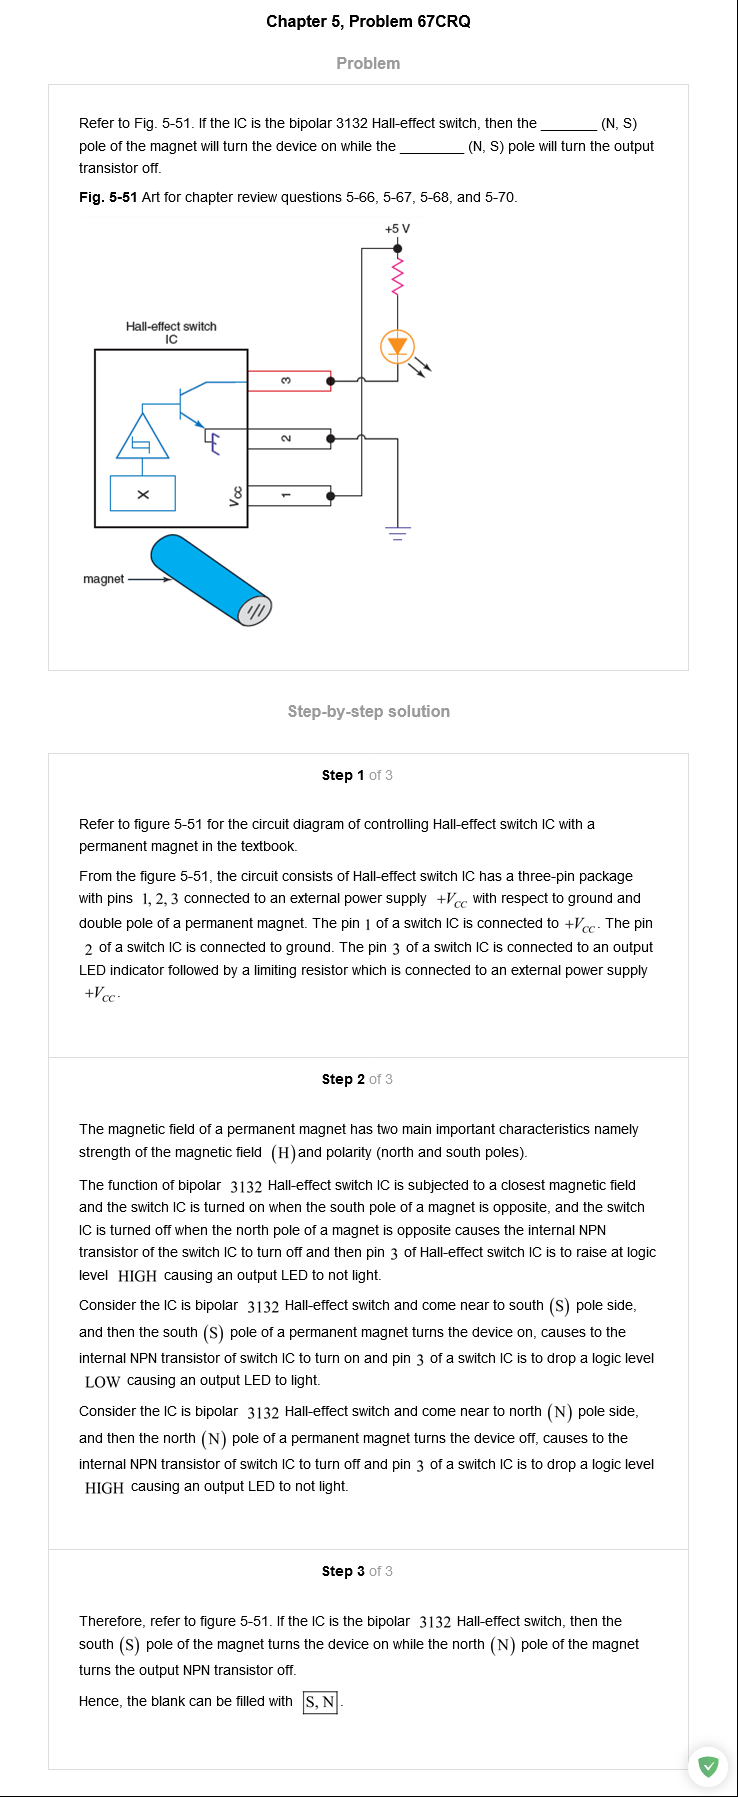 Chapter 5, Problem 67CRQ
Problem
Refer to Fig. 5-51. If the IC is the bipolar 3132 Hall-effect switch, then the _______ (N, S)
pole of the magnet will turn the device on while the ________ (N, S) pole will turn the output
transistor off.
Fig. 5-51 Art for chapter review questions 5-66, 5-67, 5-68, and 5-70.
+5 V
Hall-effect switch
IC
3
2
X
VCC
1
magnet
Step-by-step solution
Step 1 of 3
Refer to figure 5-51 for the circuit diagram of controlling Hall-effect switch IC with a
permanent magnet in the textbook.
From the figure 5-51, the circuit consists of Hall-effect switch IC has a three-pin package
with pins 1, 2, 3 connected to an external power supply +VCC with respect to ground and
double pole of a permanent magnet. The pin 1 of a switch IC is connected to +VCC. The pin
2 of a switch IC is connected to ground. The pin 3 of a switch IC is connected to an output
LED indicator followed by a limiting resistor which is connected to an external power supply
+VCC.
Step 2 of 3
The magnetic field of a permanent magnet has two main important characteristics namely
strength of the magnetic field (H) and polarity (north and south poles).
The function of bipolar 3132 Hall-effect switch IC is subjected to a closest magnetic field
and the switch IC is turned on when the south pole of a magnet is opposite, and the switch
IC is turned off when the north pole of a magnet is opposite causes the internal NPN
transistor of the switch IC to turn off and then pin 3 of Hall-effect switch IC is to raise at logic
level HIGH causing an output LED to not light.
Consider the IC is bipolar 3132 Hall-effect switch and come near to south (S) pole side,
and then the south (S) pole of a permanent magnet turns the device on, causes to the
internal NPN transistor of switch IC to turn on and pin 3 of a switch IC is to drop a logic level
LOW causing an output LED to light.
Consider the IC is bipolar 3132 Hall-effect switch and come near to north (N) pole side,
and then the north (N) pole of a permanent magnet turns the device off, causes to the
internal NPN transistor of switch IC to turn off and pin 3 of a switch IC is to drop a logic level
HIGH causing an output LED to not light.
Step 3 of 3
Therefore, refer to figure 5-51. If the IC is the bipolar 3132 Hall-effect switch, then the
south (S) pole of the magnet turns the device on while the north (N) pole of the magnet
turns the output NPN transistor off.
Hence, the blank can be filled with S, N.